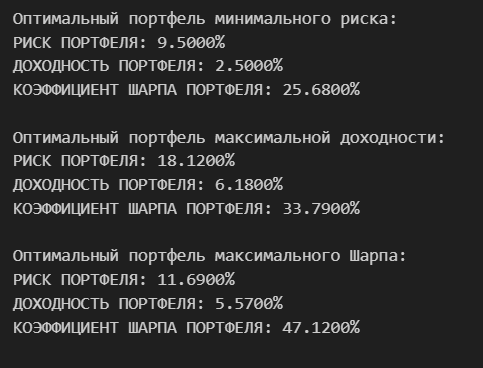 Оптимальный портфель минимального риска:
РИСК ПОРТФЕЛЯ: 9.5000%
ДОХОДНОСТЬ ПОРТФЕЛЯ: 2.5000%
КОЭФФИЦИЕНТ ШАРПА ПОРТФЕЛЯ: 25.6800%
Оптимальный портфель максимальной доходности:
РИСК ПОРТФЕЛЯ: 18.1200%
ДОХОДНОСТЬ ПОРТФЕЛЯ: 6.1800%
КОЭФФИЦИЕНТ ШАРПА ПОРТФЕЛЯ: 33.7900%
Оптимальный портфель максимального Шарпа:
РИСК ПОРТФЕЛЯ: 11.6900%
ДОХОДНОСТЬ ПОРТФЕЛЯ: 5.5700%
КОЭФФИЦИЕНТ ШАРПА ПОРТФЕЛЯ: 47.1200%